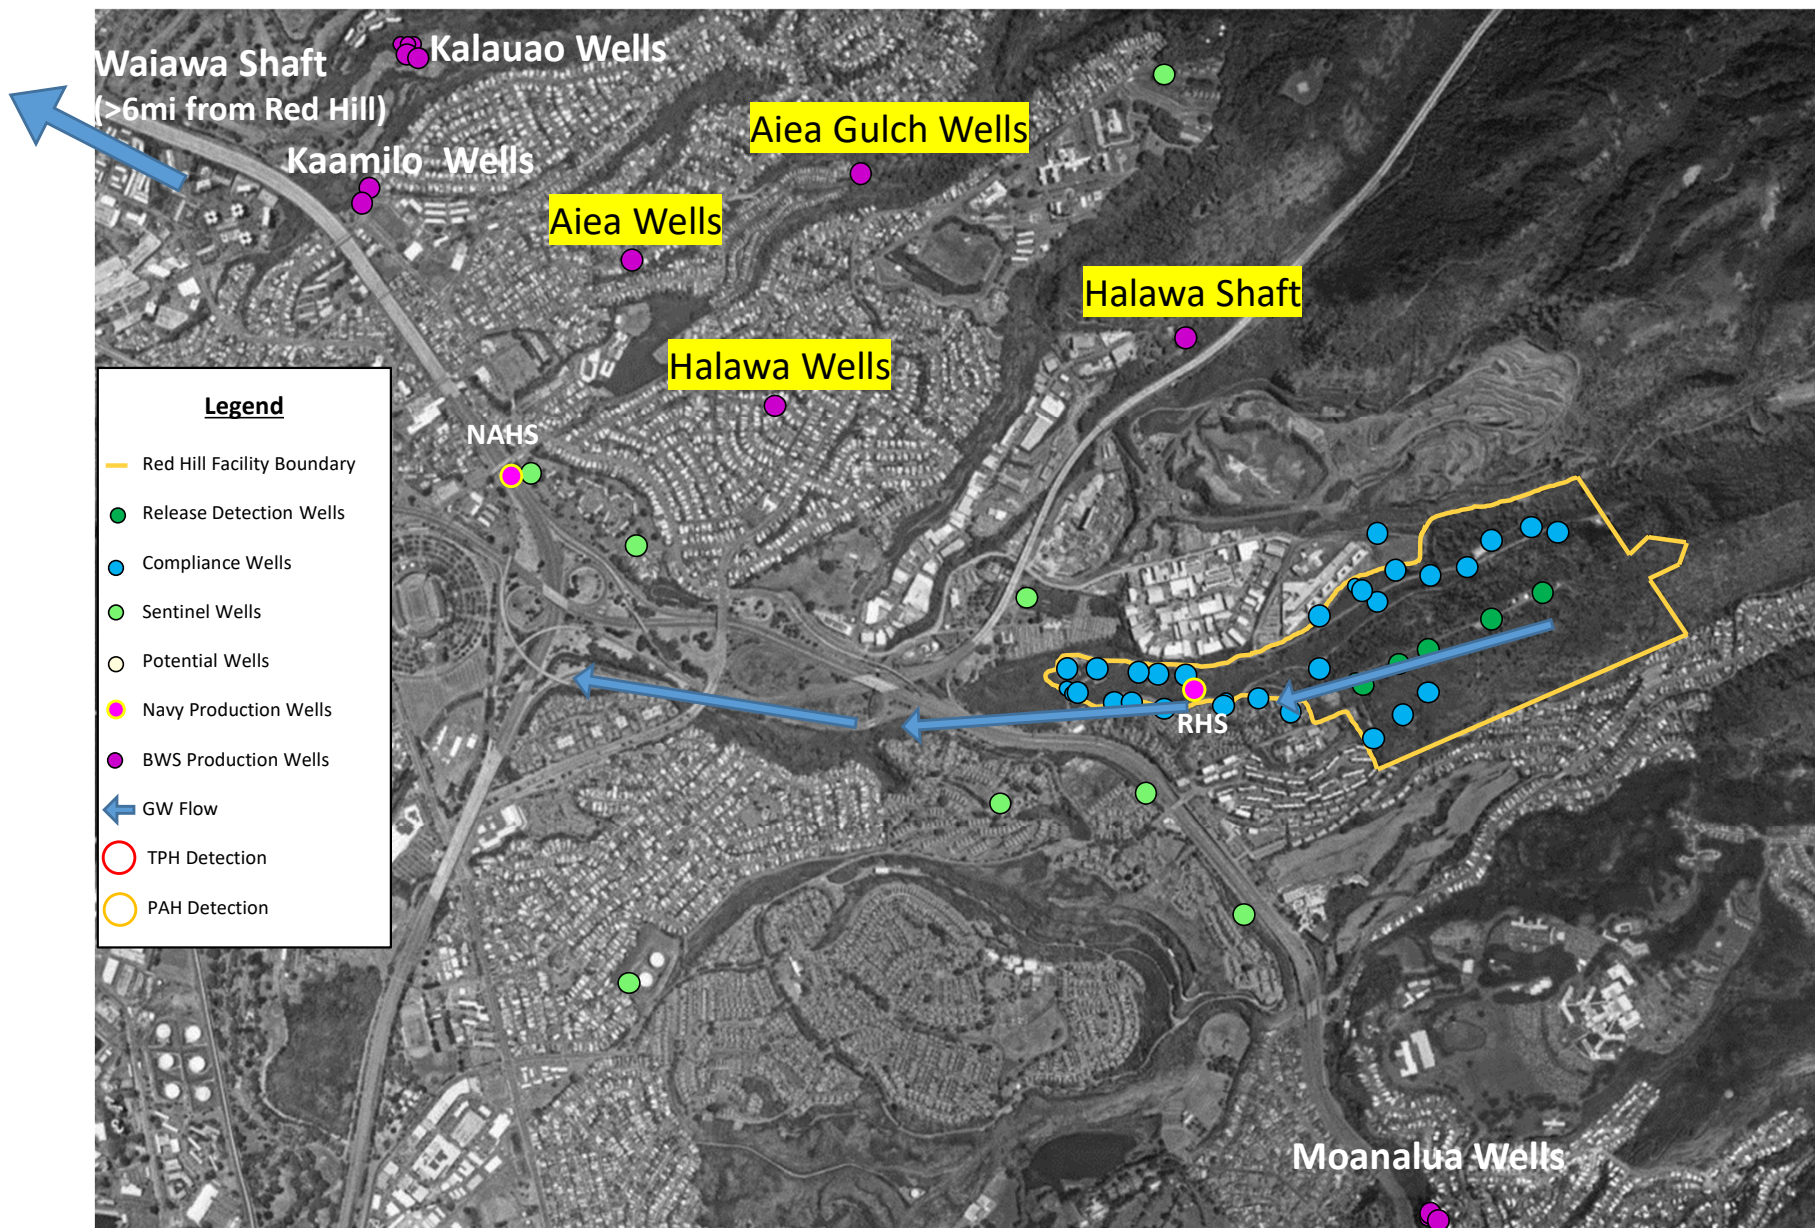 Waiawa Shaft
(>6mi from Red Hill)
Kalauao Wells
Kaamilo  Wells
Aiea Gulch Wells
Aiea Wells
Halawa Shaft
Halawa Wells
NAHS
RHS
Moanalua Wells
Legend
Red Hill Facility Boundary
Release Detection Wells
Compliance Wells
Sentinel Wells
Potential Wells
Navy Production Wells
BWS Production Wells
GW Flow
TPH Detection
PAH Detection